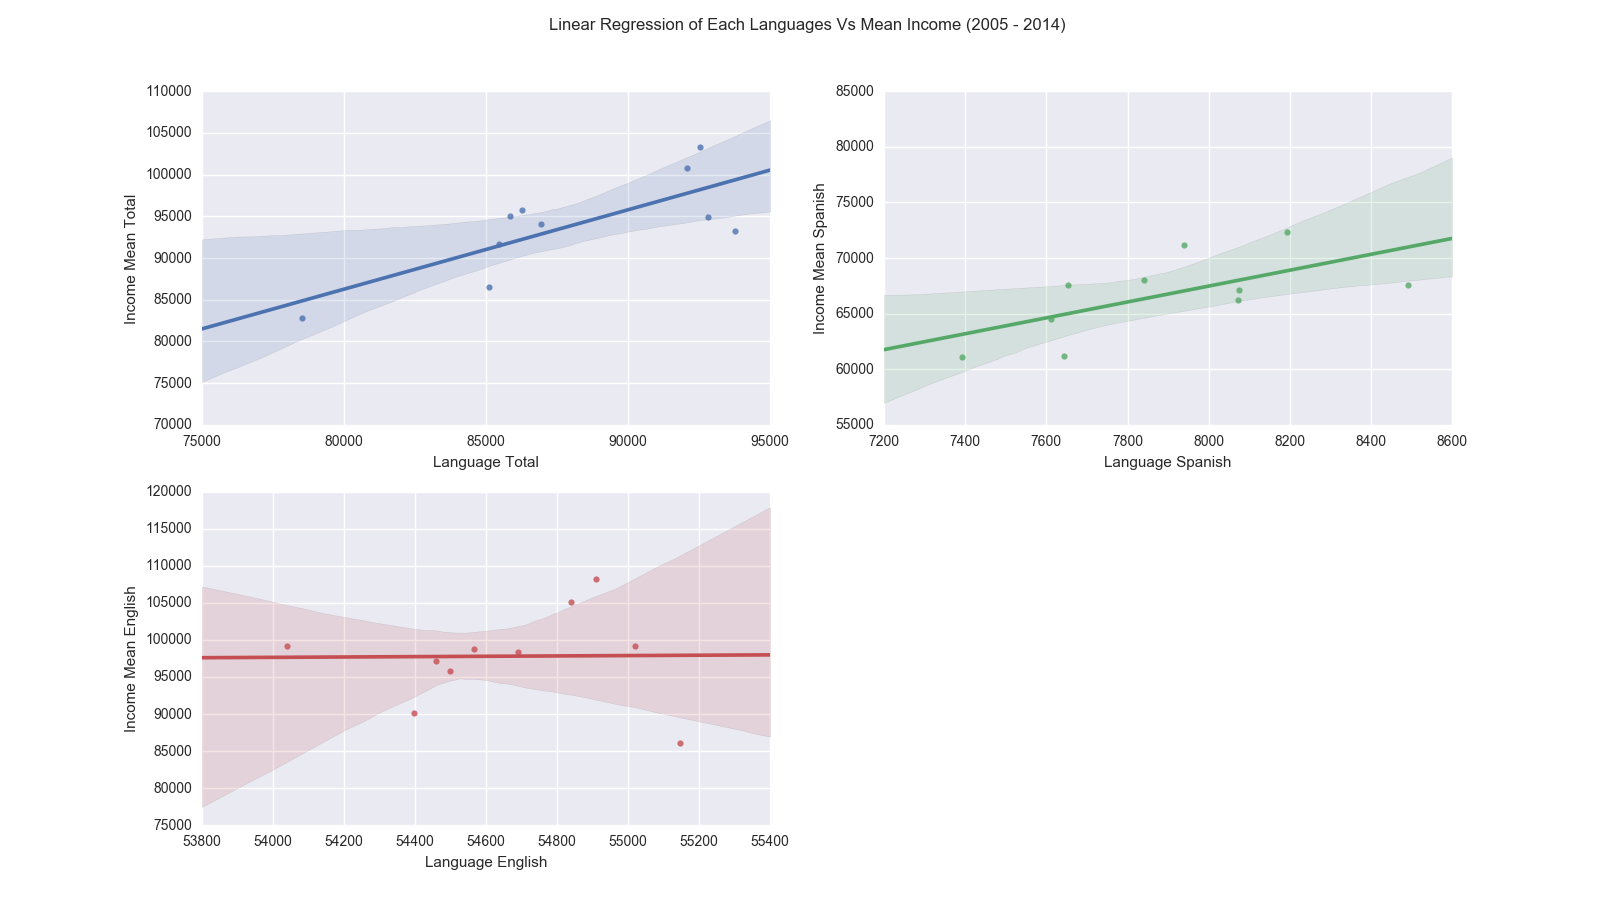 Linear Regression of Each Languages Vs Mean Income (2005 - 2014)
110000
105000
100000
95000
90000
85000
80000
75000
70000
Income Mean Total
75000 80000 85000 90000 95000
Language Total
85000
80000
75000
70000
65000
60000
55000
Income Mean Spanish
7200 7400 7600 7800 8000 8200 8400 8600
Language Spanish
120000
115000
110000
105000
100000
95000
90000
85000
80000
75000
Income Mean English
53800 54000 54200 54400 54600 54800 55000 55200 55400
Language English